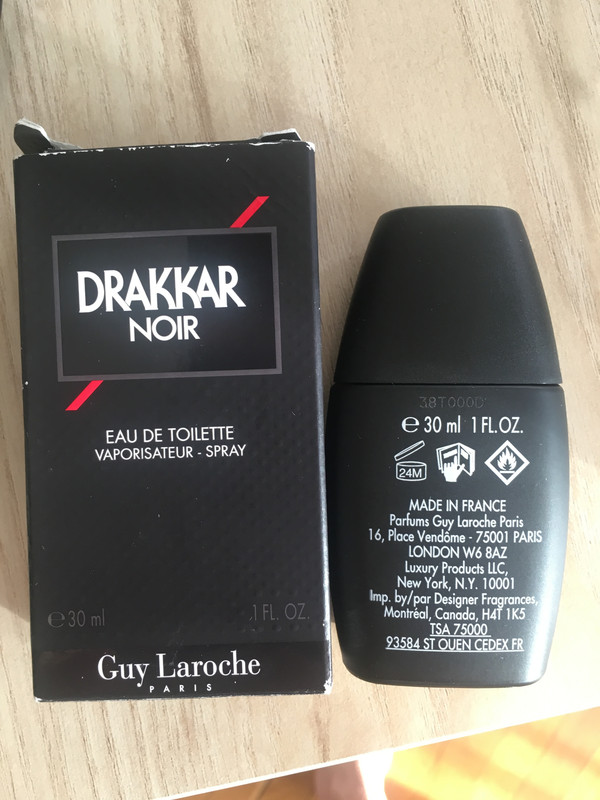 DRAKKAR
NOIR
EAU DE TOILETTE
VAPORISATEUR - SPRAY
℮ 30 ml 1 FL. OZ.
Guy Laroche
PARIS
38T000D
℮ 30 ml 1 FL.OZ.
24M
MADE IN FRANCE
Parfums Guy Laroche Paris
16, Place Vendôme - 75001 PARIS
LONDON W6 8AZ
Luxury Products LLC,
New York, N.Y. 10001
Imp. by/par Designer Fragrances,
Montréal, Canada, H4T 1K5
TSA 75000
93584 ST OUEN CEDEX FR